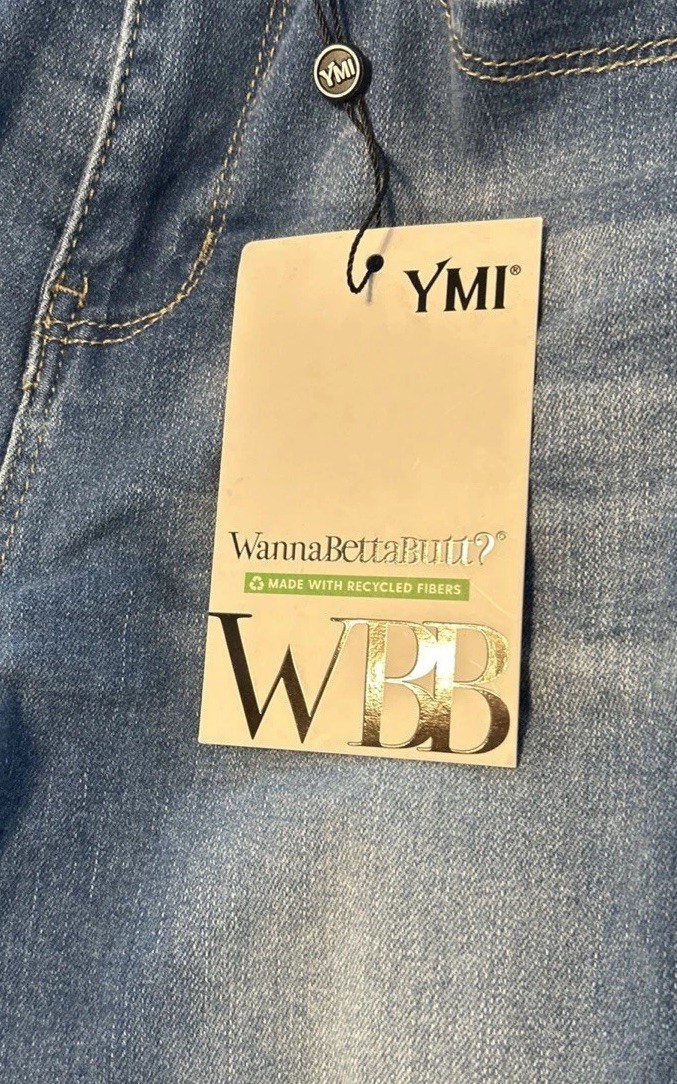 YMI
YMI®
WannaBettaButt?®
MADE WITH RECYCLED FIBERS
WBB